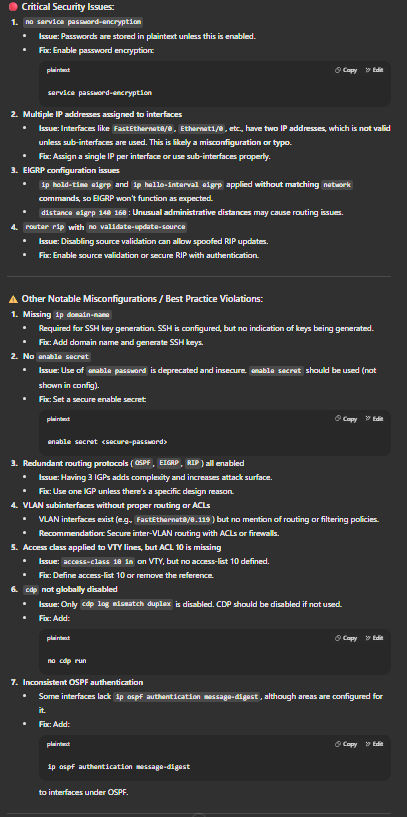 🔴 Critical Security Issues:
1. no service password-encryption
• Issue: Passwords are stored in plaintext unless this is enabled.
• Fix: Enable password encryption:
plaintext
Copy
Edit
service password-encryption
2. Multiple IP addresses assigned to interfaces
• Issue: Interfaces like FastEthernet0/0, Ethernet1/0, etc., have two IP addresses, which is not valid
unless sub-interfaces are used. This is likely a misconfiguration or typo.
• Fix: Assign a single IP per interface or use sub-interfaces properly.
3. EIGRP configuration issues
• ip hold-time eigrp and ip hello-interval eigrp applied without matching network
commands, so EIGRP won't function as expected.
• distance eigrp 140 160: Unusual administrative distances may cause routing issues.
4. router rip with no validate-update-source
• Issue: Disabling source validation can allow spoofed RIP updates.
• Fix: Enable source validation or secure RIP with authentication.
⚠️ Other Notable Misconfigurations / Best Practice Violations:
1. Missing ip domain-name
• Required for SSH key generation. SSH is configured, but no indication of keys being generated.
• Fix: Add domain name and generate SSH keys.
2. No enable secret
• Issue: Use of enable password is deprecated and insecure. enable secret should be used (not
shown in config).
• Fix: Set a secure enable secret:
plaintext
Copy
Edit
enable secret <secure-password>
3. Redundant routing protocols (OSPF, EIGRP, RIP) all enabled
• Issue: Having 3 IGPs adds complexity and increases attack surface.
• Fix: Use one IGP unless there's a specific design reason.
4. VLAN subinterfaces without proper routing or ACLs
• VLAN interfaces exist (e.g., FastEthernet0/0.119) but no mention of routing or filtering policies.
• Recommendation: Secure inter-VLAN routing with ACLs or firewalls.
5. Access class applied to VTY lines, but ACL 10 is missing
• Issue: access-class 10 in on VTY, but no access-list 10 defined.
• Fix: Define access-list 10 or remove the reference.
6. cdp not globally disabled
• Issue: Only cdp log mismatch duplex is disabled. CDP should be disabled if not used.
• Fix: Add:
plaintext
Copy
Edit
no cdp run
7. Inconsistent OSPF authentication
• Some interfaces lack ip ospf authentication message-digest, although areas are configured for
it.
• Fix: Add:
plaintext
Copy
Edit
ip ospf authentication message-digest
to interfaces under OSPF.